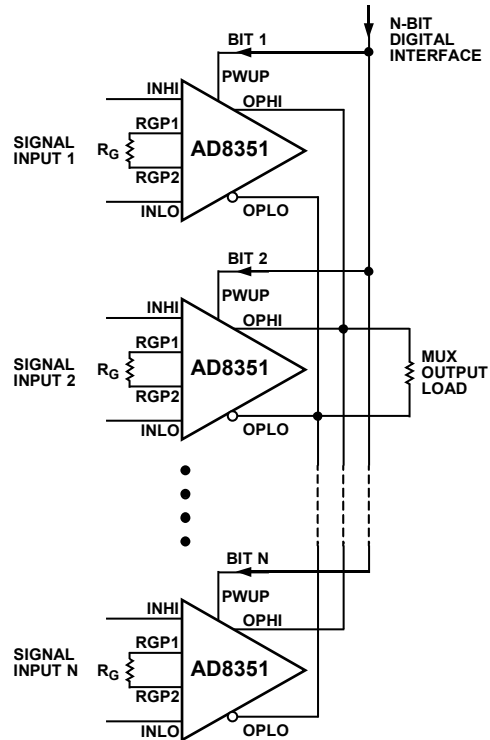 N-BIT
DIGITAL
INTERFACE
BIT 1
PWUP
INHI
OPHI
RGP1
SIGNAL
INPUT 1
RG
AD8351
RGP2
INLO
OPLO
BIT 2
PWUP
INHI
OPHI
RGP1
SIGNAL
INPUT 2
RG
AD8351
RGP2
INLO
OPLO
MUX
OUTPUT
LOAD
BIT N
PWUP
INHI
OPHI
RGP1
SIGNAL
INPUT N
RG
AD8351
RGP2
INLO
OPLO